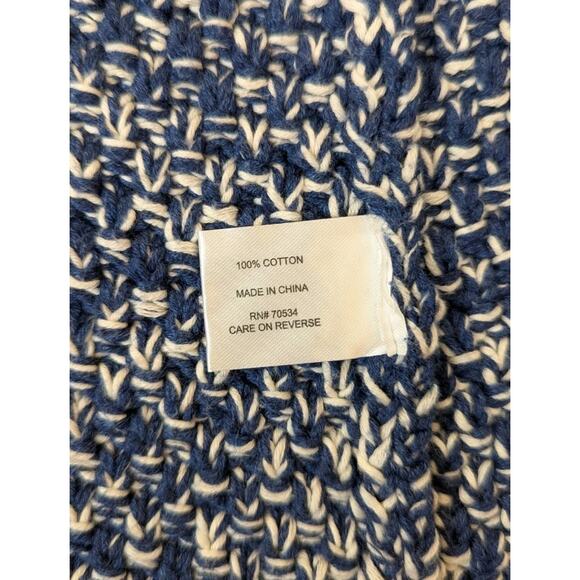 100% COTTON
MADE IN CHINA
RN# 70534
CARE ON REVERSE